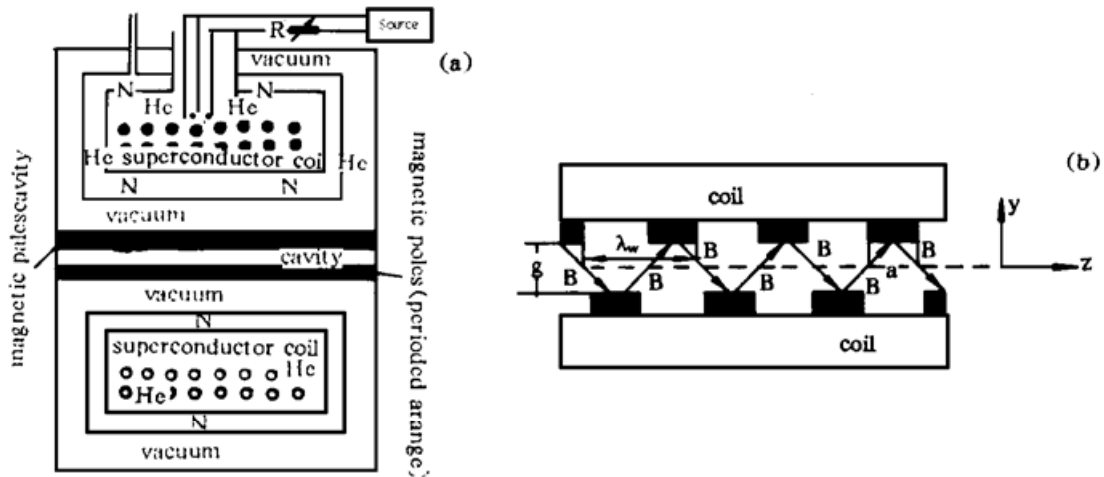 R
Source
vacuum
(a)
N
N
He
He
He superconductor coil He
N
N
vacuum
magnetic palescavity
cavity
magnetic poles(perioded arange)
vacuum
N
superconductor coil
He
He
N
vacuum
(b)
coil
y
λw
B
B
B
B
g
B
B
a
B
B
z
coil